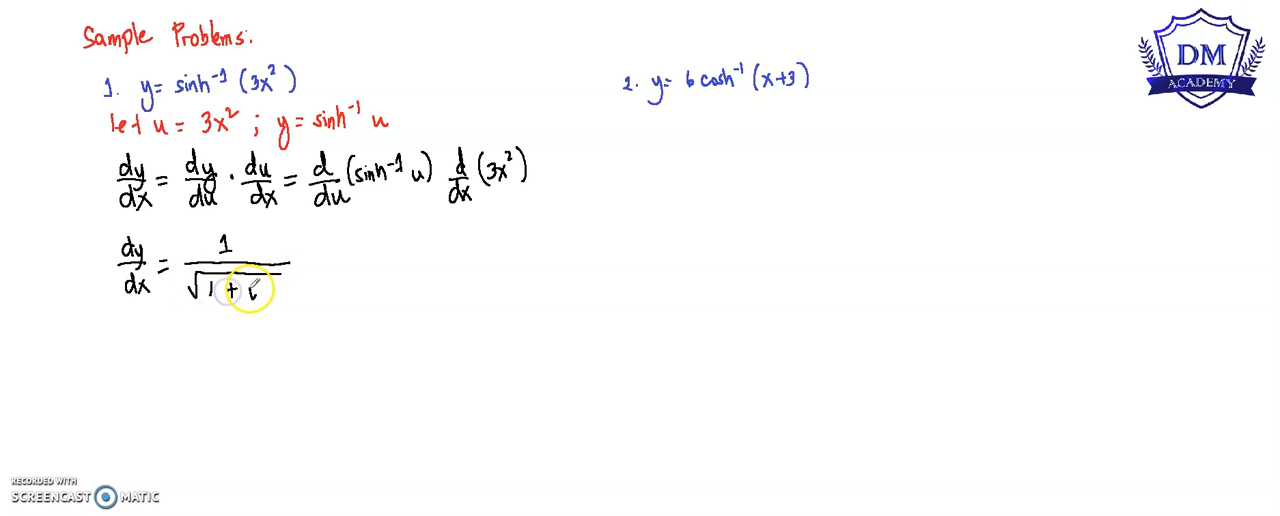 Sample Problems:
1. y = sinh⁻¹ (3x²)
Let u = 3x² ; y = sinh⁻¹ u
dy/dx = dy/du · du/dx = d/du (sinh⁻¹ u) d/dx (3x²)
dy/dx = 1/√1 +
2. y = 6 cosh⁻¹ (x+3)
DM
ACADEMY
RECORDED WITH
SCREENCAST MATIC